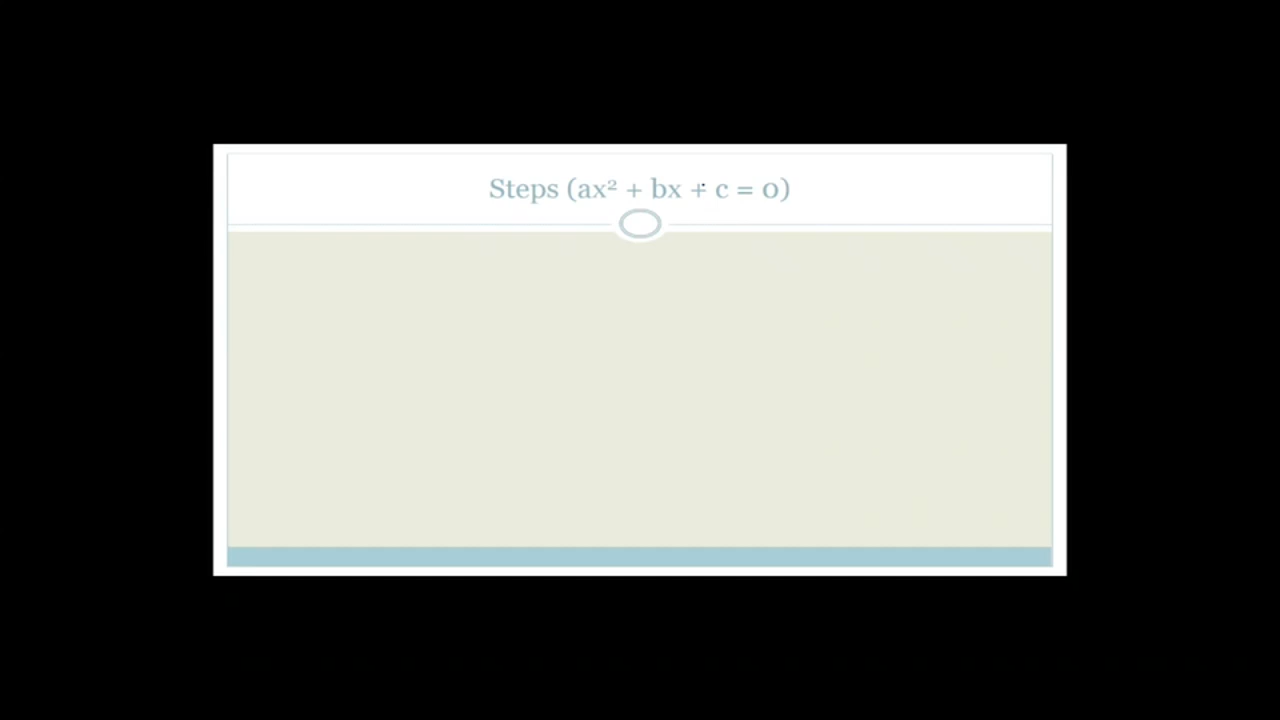 Steps (ax² + bx + c = 0)